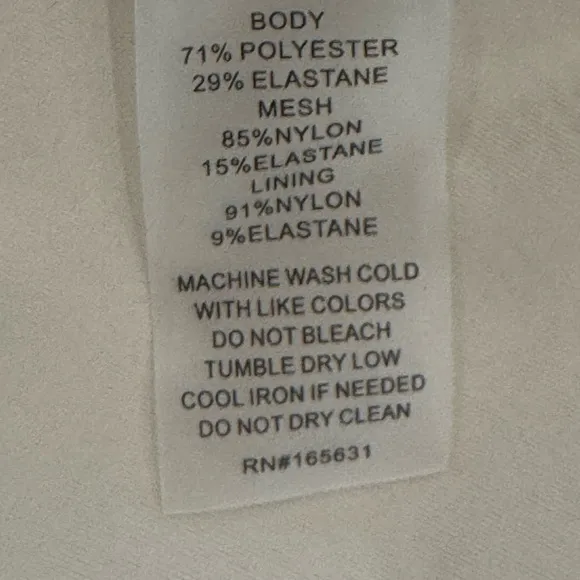 BODY
71% POLYESTER
29% ELASTANE
MESH
85%NYLON
15%ELASTANE
LINING
91%NYLON
9%ELASTANE
MACHINE WASH COLD
WITH LIKE COLORS
DO NOT BLEACH
TUMBLE DRY LOW
COOL IRON IF NEEDED
DO NOT DRY CLEAN
RN#165631